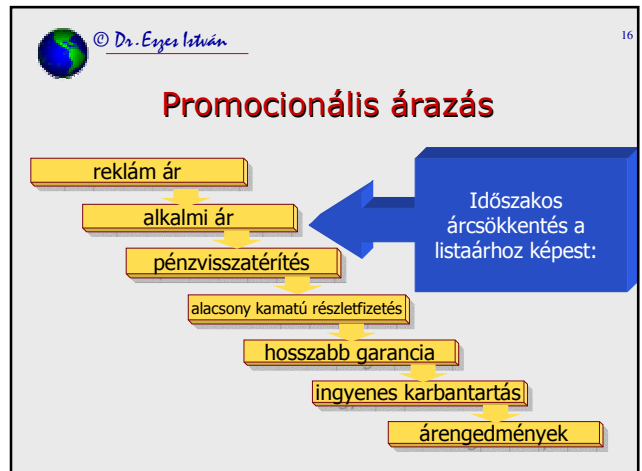 © Dr. Eszes István
16
Promocionális árazás
reklám ár
alkalmi ár
pénzvisszatérítés
alacsony kamatú részletfizetés
hosszabb garancia
ingyenes karbantartás
árengedmények
Időszakos
árcsökkentés a
listaárhoz képest: